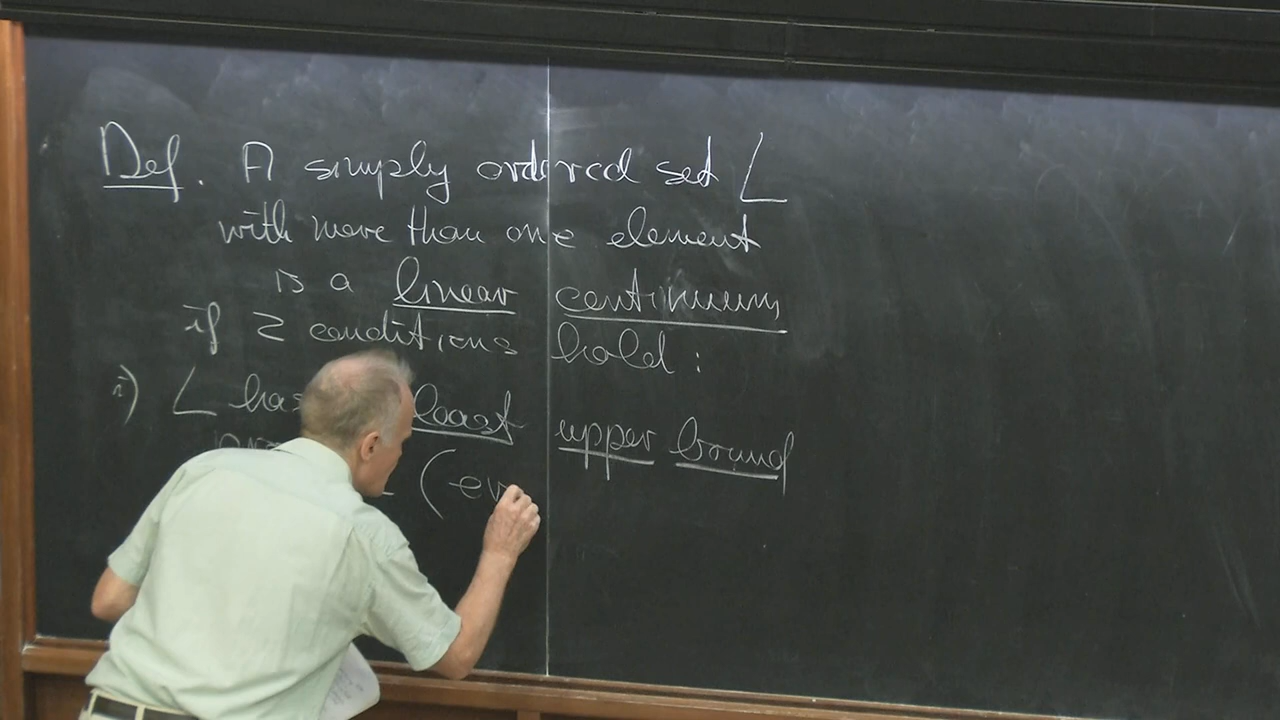 Def. A simply ordered set L
with more than one element
is a linear continuum
if 2 conditions hold:
i) L has least upper bound
(ev